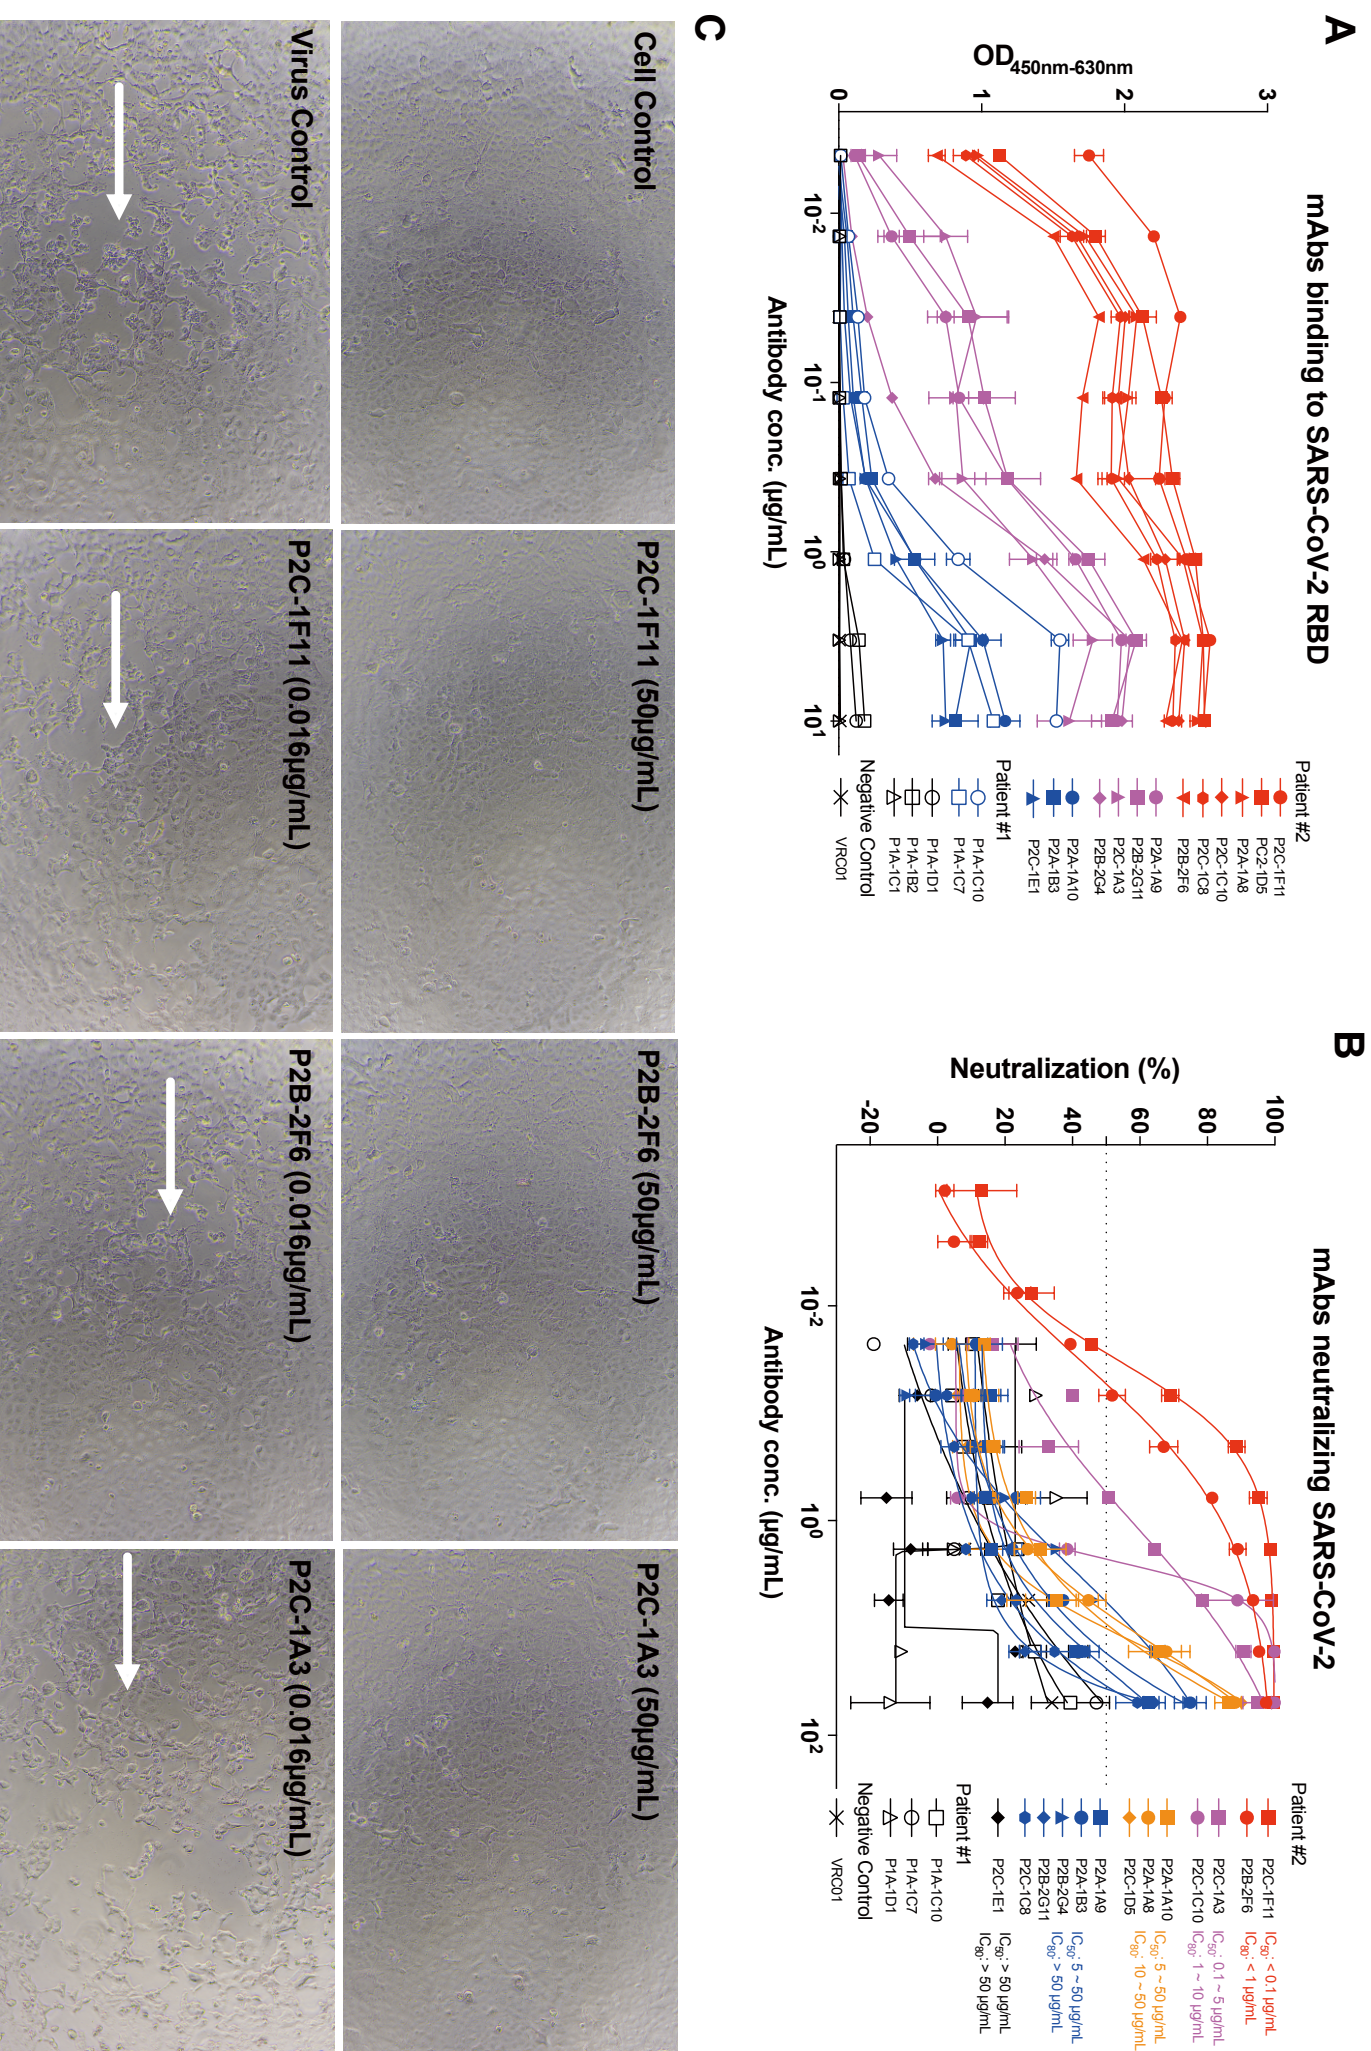 A
mAbs binding to SARS-CoV-2 RBD
OD450nm-630nm
3
2
1
0
10-2
10-1
100
101
Antibody conc. (µg/mL)
Patient #2
P2C-1F11
PC2-1D5
P2A-1A8
P2C-1C10
P2C-1C8
P2B-2F6
P2A-1A9
P2B-2G11
P2C-1A3
P2B-2G4
P2A-1A10
P2A-1B3
P2C-1E1
Patient #1
P1A-1C10
P1A-1C7
P1A-1D1
P1A-1B2
P1A-1C1
Negative Control
VRC01
B
mAbs neutralizing SARS-CoV-2
Neutralization (%)
100
80
60
40
20
0
-20
10-2
100
102
Antibody conc. (µg/mL)
Patient #2
P2C-1F11 IC50: < 0.1 µg/mL
P2B-2F6 IC80: < 1 µg/mL
P2C-1A3 IC50: 0.1 ~ 5 µg/mL
P2C-1C10 IC80: 1 ~ 10 µg/mL
P2A-1A10 IC50: 5 ~ 50 µg/mL
P2A-1A8 IC80: 10 ~ 50 µg/mL
P2C-1D5
P2A-1A9
P2A-1B3 IC50: 5 ~ 50 µg/mL
P2B-2G4 IC80: > 50 µg/mL
P2B-2G11
P2C-1C8
P2C-1E1 IC50: > 50 µg/mL
IC80: > 50 µg/mL
Patient #1
P1A-1C10
P1A-1C7
P1A-1D1
Negative Control
VRC01
C
Cell Control
P2C-1F11 (50µg/mL)
P2B-2F6 (50µg/mL)
P2C-1A3 (50µg/mL)
Virus Control
P2C-1F11 (0.016µg/mL)
P2B-2F6 (0.016µg/mL)
P2C-1A3 (0.016µg/mL)